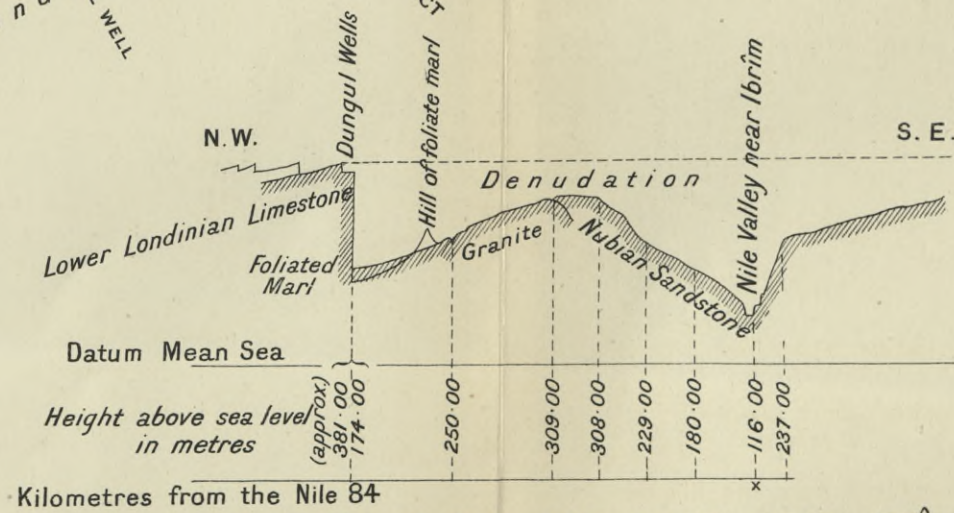 WELL
CT
Dungul Wells
Hill of foliate marl
Nile Valley near Ibrîm
N.W.
S.E.
Denudation
Lower Londinian Limestone
Foliated
Marl
Granite
Nubian Sandstone
Datum Mean Sea
Height above sea level
in metres
(approx.)
381·00
174·00
250·00
309·00
308·00
229·00
180·00
116·00
237·00
Kilometres from the Nile 84
x